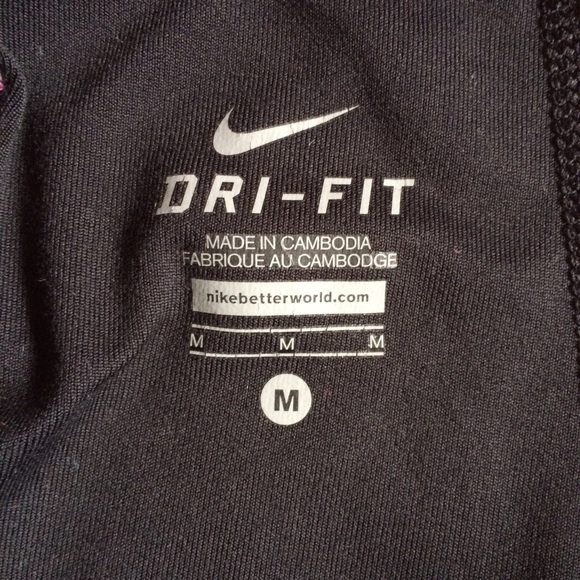 DRI-FIT
MADE IN CAMBODIA
FABRIQUE AU CAMBODGE
nikebetterworld.com
M M M
M